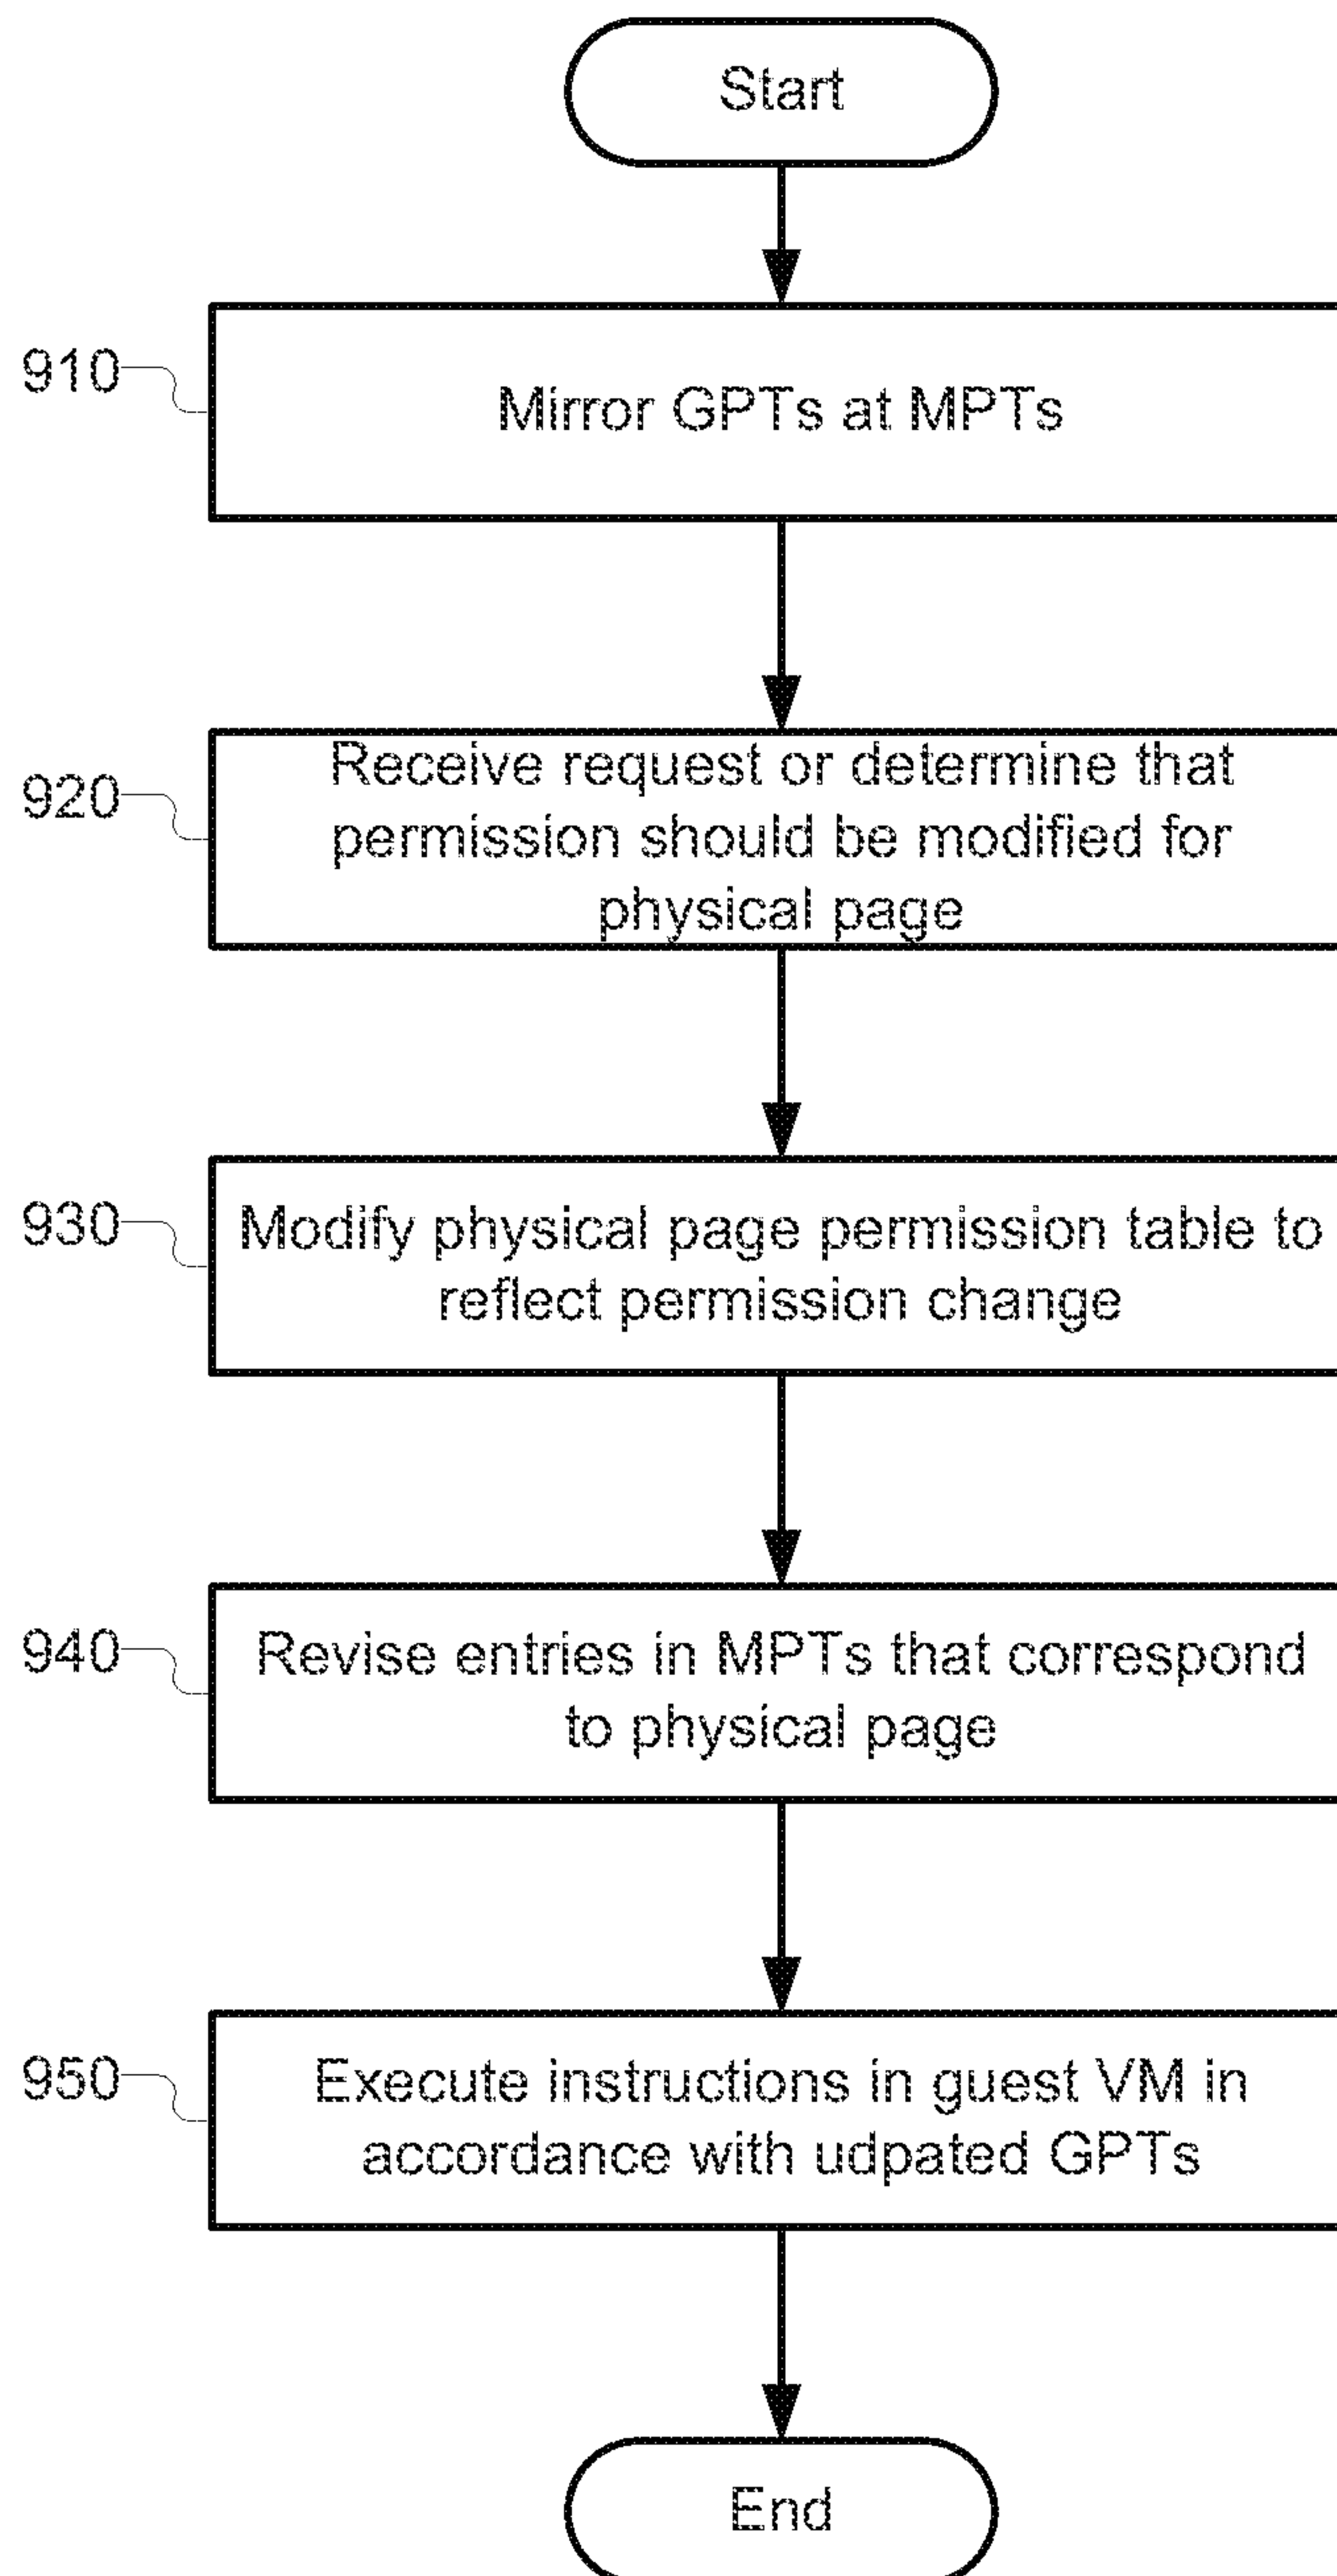 Start
910
Mirror GPTs at MPTs
920
Receive request or determine that
permission should be modified for
physical page
930
Modify physical page permission table to
reflect permission change
940
Revise entries in MPTs that correspond
to physical page
950
Execute instructions in guest VM in
accordance with udpated GPTs
End